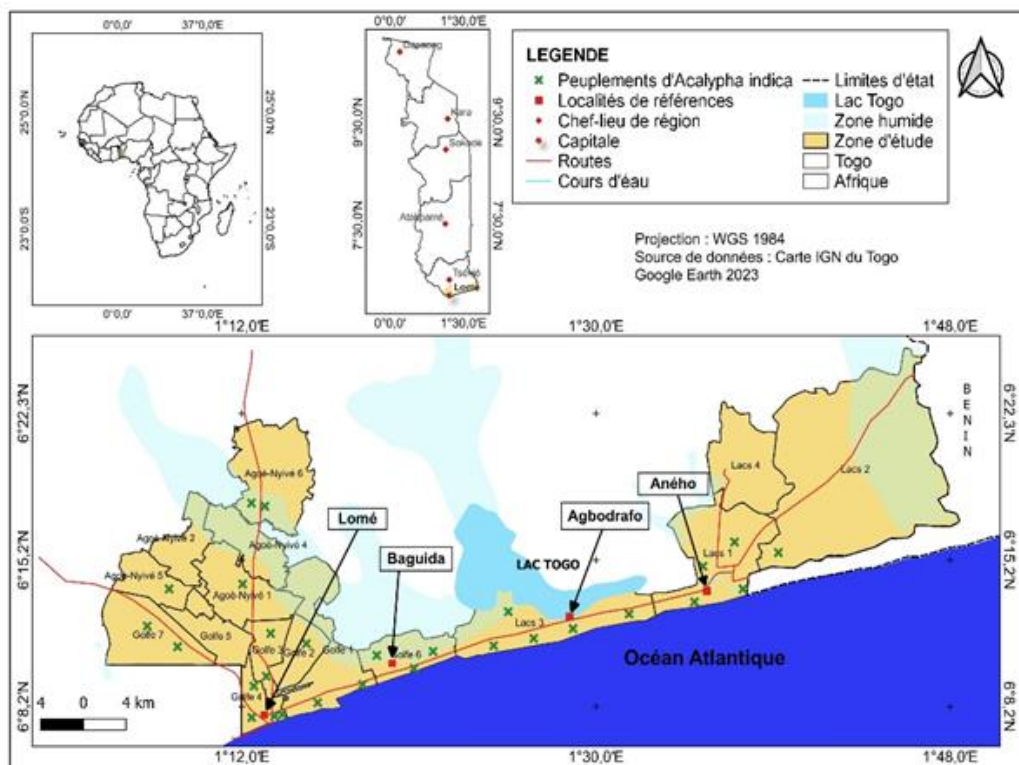 0°0,0' 37°0,0'E
25°0,0'N
23°0,0'S
25°0,0'N
23°0,0'S
0°0,0' 37°0,0'E
0°0,0' 1°30,0'E
9°30,0'N
7°30,0'N
9°30,0'N
7°30,0'N
Kara
Sokodé
Atakpamé
Tsévié
Lomé
0°0,0' 1°30,0'E
LEGENDE
Peuplements d'Acalypha indica
Localités de références
Chef-lieu de région
Capitale
Routes
Cours d'éau
Limites d'état
Lac Togo
Zone humide
Zone d'étude
Togo
Afrique
Projection : WGS 1984
Source de données : Carte IGN du Togo
Google Earth 2023
1°12,0'E 1°30,0'E 1°48,0'E
6°22,3'N
6°15,2'N
6°8,2'N
6°22,3'N
6°15,2'N
6°8,2'N
BENIN
Agoè-Nyivé 6
Agoè-Nyivé 2
Agoè-Nyivé 4
Agoè-Nyivé 5
Agoè-Nyivé 1
Golfe 7
Golfe 5
Golfe 3
Golfe 2
Golfe 1
Golfe 4
Golfe 6
Lomé
Baguida
Agbodrafo
Aného
LAC TOGO
Lacs 3
Lacs 1
Lacs 4
Lacs 2
Océan Atlantique
4 0 4 km
1°12,0'E 1°30,0'E 1°48,0'E